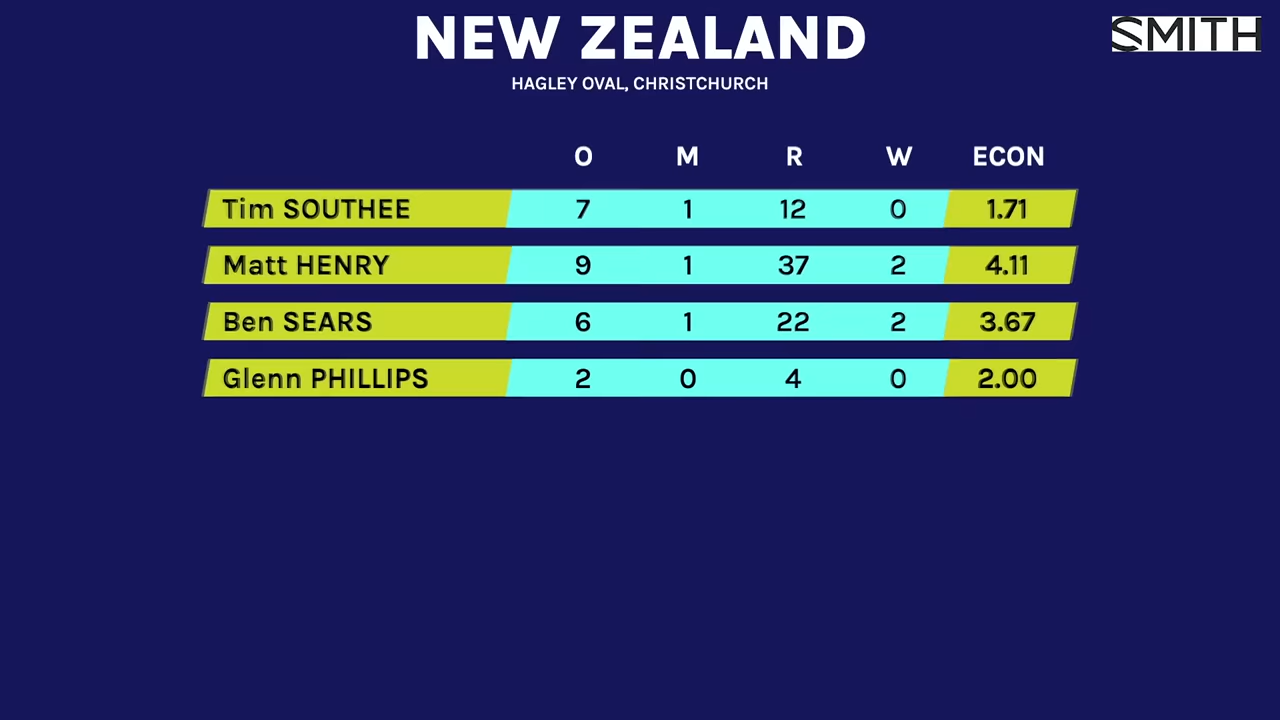 NEW ZEALAND
SMITH
HAGLEY OVAL, CHRISTCHURCH
O M R W ECON
Tim SOUTHEE 7 1 12 0 1.71
Matt HENRY 9 1 37 2 4.11
Ben SEARS 6 1 22 2 3.67
Glenn PHILLIPS 2 0 4 0 2.00